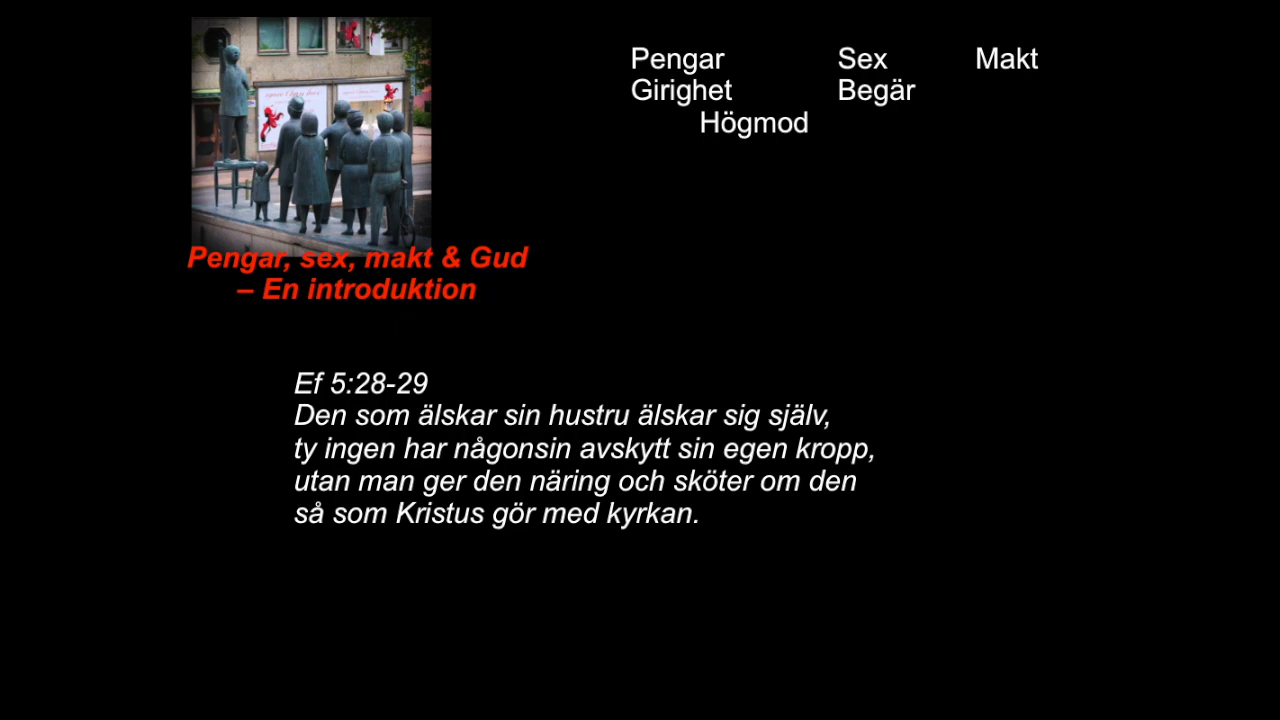 Pengar Sex Makt
Girighet Begär
Högmod
Pengar, sex, makt & Gud
– En introduktion
Ef 5:28-29
Den som älskar sin hustru älskar sig själv,
ty ingen har någonsin avskytt sin egen kropp,
utan man ger den näring och sköter om den
så som Kristus gör med kyrkan.